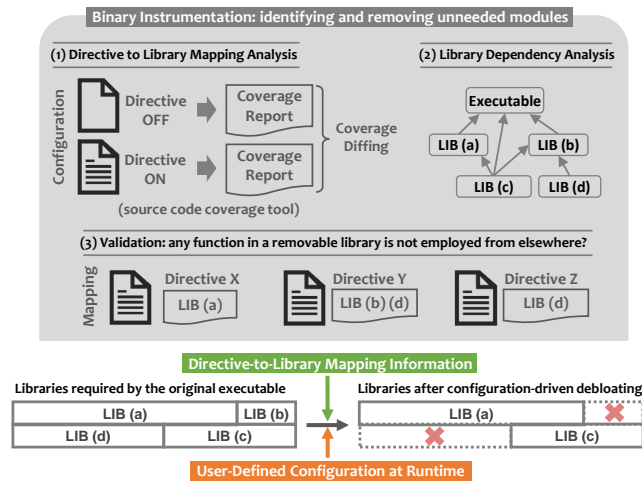 Binary Instrumentation: identifying and removing unneeded modules
(1) Directive to Library Mapping Analysis
(2) Library Dependency Analysis
Configuration
Directive
OFF
Coverage
Report
Directive
ON
Coverage
Report
Coverage
Diffing
(source code coverage tool)
Executable
LIB (a)
LIB (b)
LIB (c)
LIB (d)
(3) Validation: any function in a removable library is not employed from elsewhere?
Mapping
Directive X
LIB (a)
Directive Y
LIB (b) (d)
Directive Z
LIB (d)
Directive-to-Library Mapping Information
Libraries required by the original executable
Libraries after configuration-driven debloating
LIB (a)
LIB (b)
LIB (d)
LIB (c)
LIB (a)
LIB (c)
User-Defined Configuration at Runtime